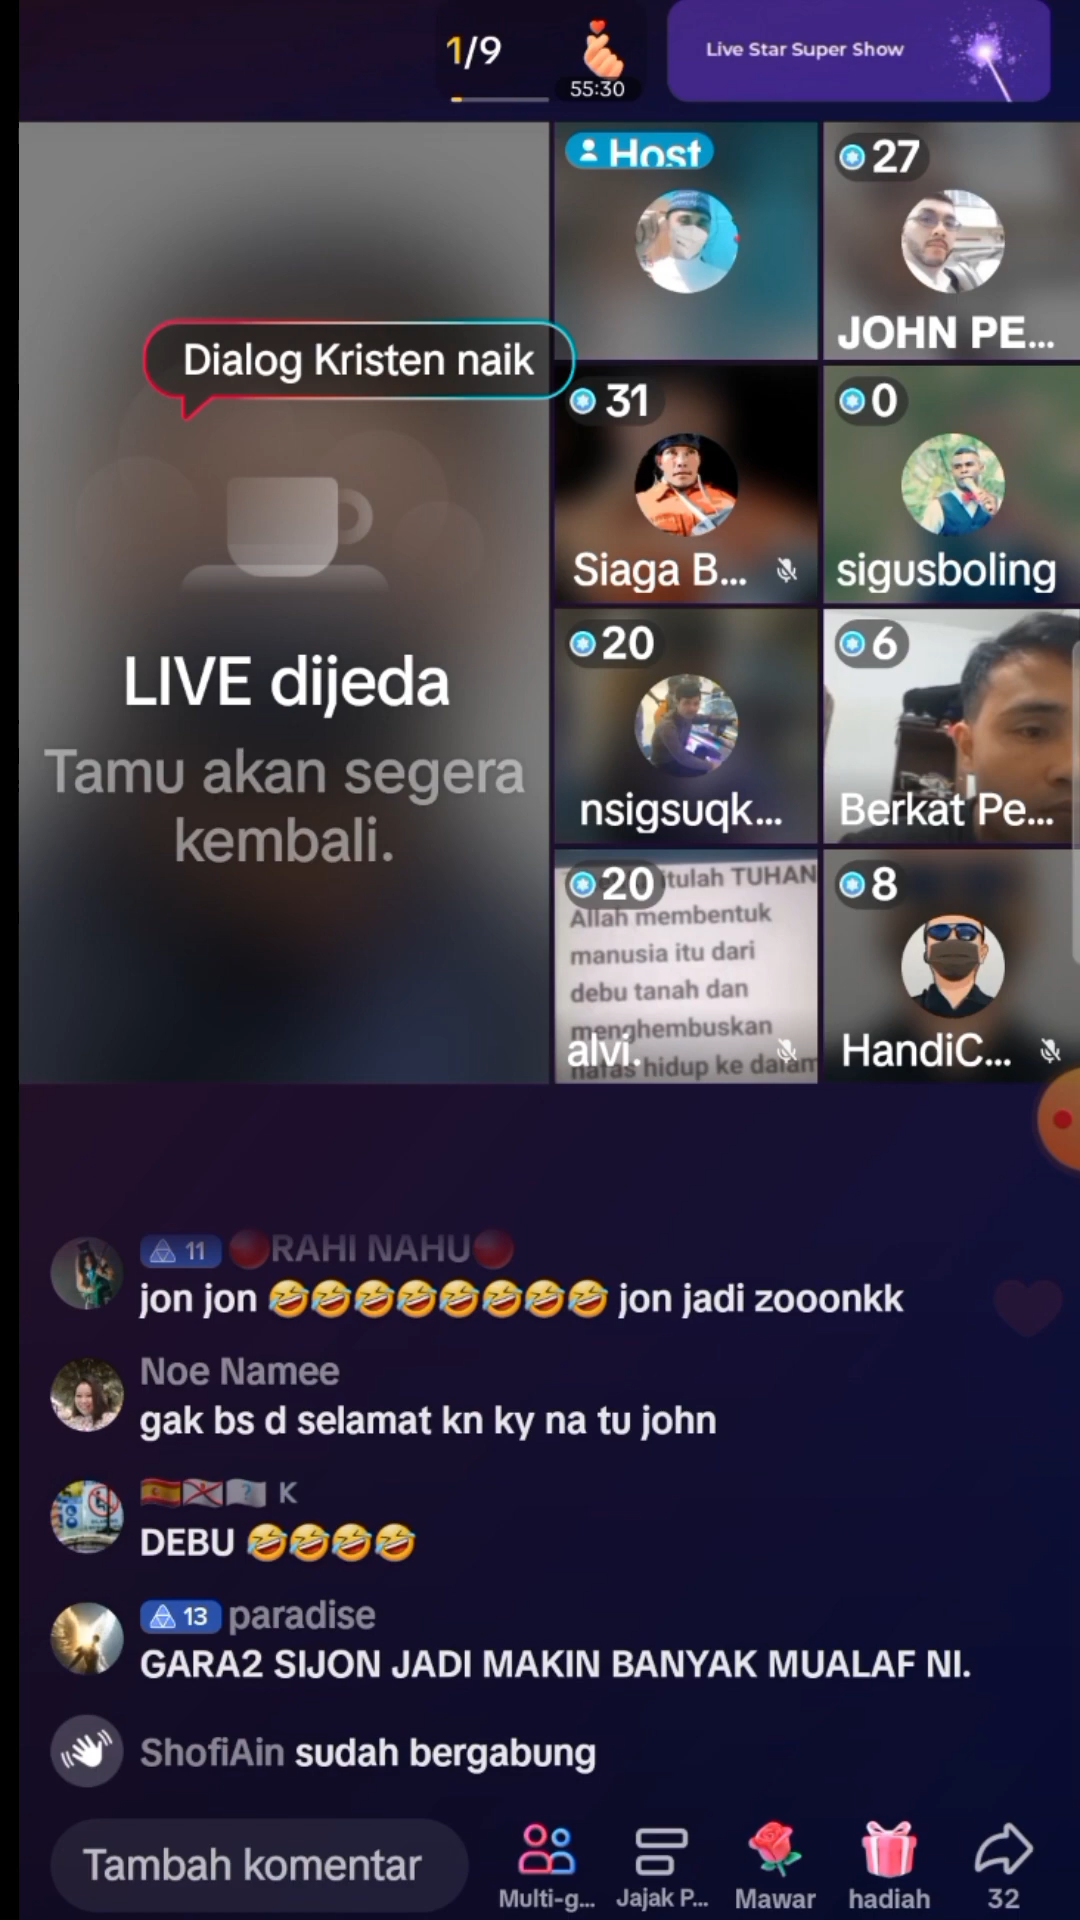 1/9
55:30
Live Star Super Show
Host
27
JOHN PE...
Dialog Kristen naik
31
Siaga B...
0
sigusboling
LIVE dijeda
Tamu akan segera
kembali.
20
nsigsuqk...
6
Berkat Pe...
20
itulah TUHAN
Allah membentuk
manusia itu dari
debu tanah dan
menghembuskan
nafas hidup ke dalam
alvi.
8
HandiC...
11 RAHI NAHU
jon jon 🤣🤣🤣🤣🤣🤣🤣🤣 jon jadi zooonkk
Noe Namee
gak bs d selamat kn ky na tu john
K
DEBU 🤣🤣🤣🤣
13 paradise
GARA2 SIJON JADI MAKIN BANYAK MUALAF NI.
ShofiAin sudah bergabung
Tambah komentar
Multi-g...
Jajak P...
Mawar
hadiah
32